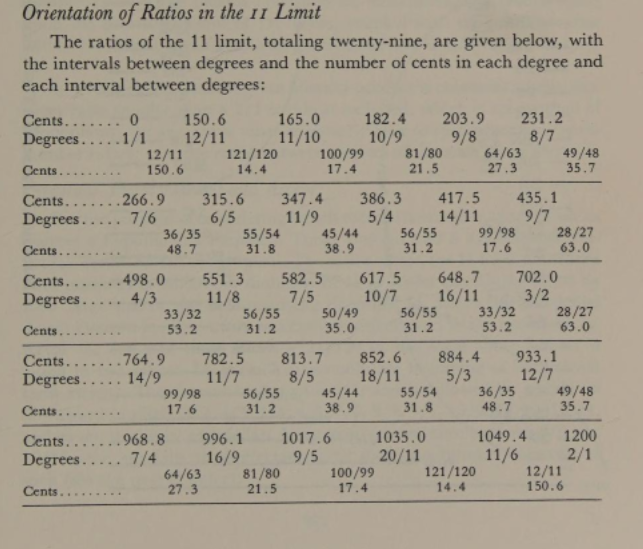 Orientation of Ratios in the 11 Limit
The ratios of the 11 limit, totaling twenty-nine, are given below, with
the intervals between degrees and the number of cents in each degree and
each interval between degrees:
Cents....... 0 150.6 165.0 182.4 203.9 231.2
Degrees.....1/1 12/11 11/10 10/9 9/8 8/7
12/11 121/120 100/99 81/80 64/63 49/48
Cents......... 150.6 14.4 17.4 21.5 27.3 35.7
Cents.......266.9 315.6 347.4 386.3 417.5 435.1
Degrees..... 7/6 6/5 11/9 5/4 14/11 9/7
36/35 55/54 45/44 56/55 99/98 28/27
Cents......... 48.7 31.8 38.9 31.2 17.6 63.0
Cents.......498.0 551.3 582.5 617.5 648.7 702.0
Degrees..... 4/3 11/8 7/5 10/7 16/11 3/2
33/32 56/55 50/49 56/55 33/32 28/27
Cents......... 53.2 31.2 35.0 31.2 53.2 63.0
Cents.......764.9 782.5 813.7 852.6 884.4 933.1
Degrees..... 14/9 11/7 8/5 18/11 5/3 12/7
99/98 56/55 45/44 55/54 36/35 49/48
Cents......... 17.6 31.2 38.9 31.8 48.7 35.7
Cents.......968.8 996.1 1017.6 1035.0 1049.4 1200
Degrees..... 7/4 16/9 9/5 20/11 11/6 2/1
64/63 81/80 100/99 121/120 12/11
Cents......... 27.3 21.5 17.4 14.4 150.6